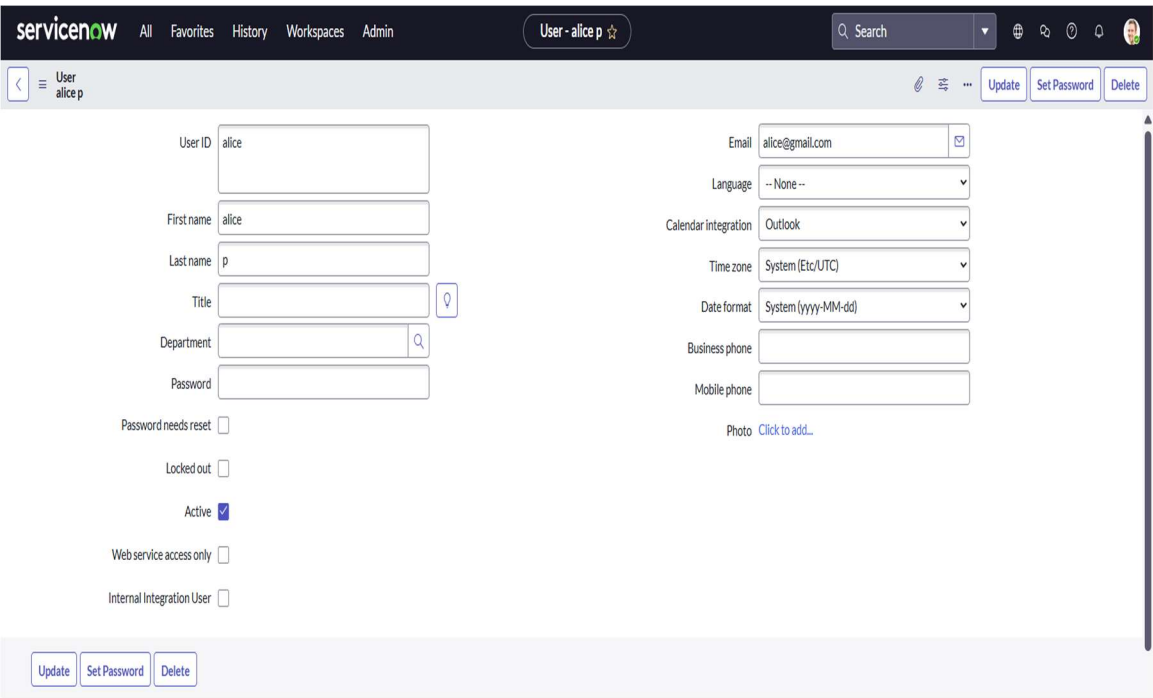 servicenow All Favorites History Workspaces Admin User - alice p Search
User
alice p
Update Set Password Delete
User ID alice
First name alice
Last name p
Title
Department
Password
Password needs reset
Locked out
Active
Web service access only
Internal Integration User
Email alice@gmail.com
Language -- None --
Calendar integration Outlook
Time zone System (Etc/UTC)
Date format System (yyyy-MM-dd)
Business phone
Mobile phone
Photo Click to add...
Update Set Password Delete